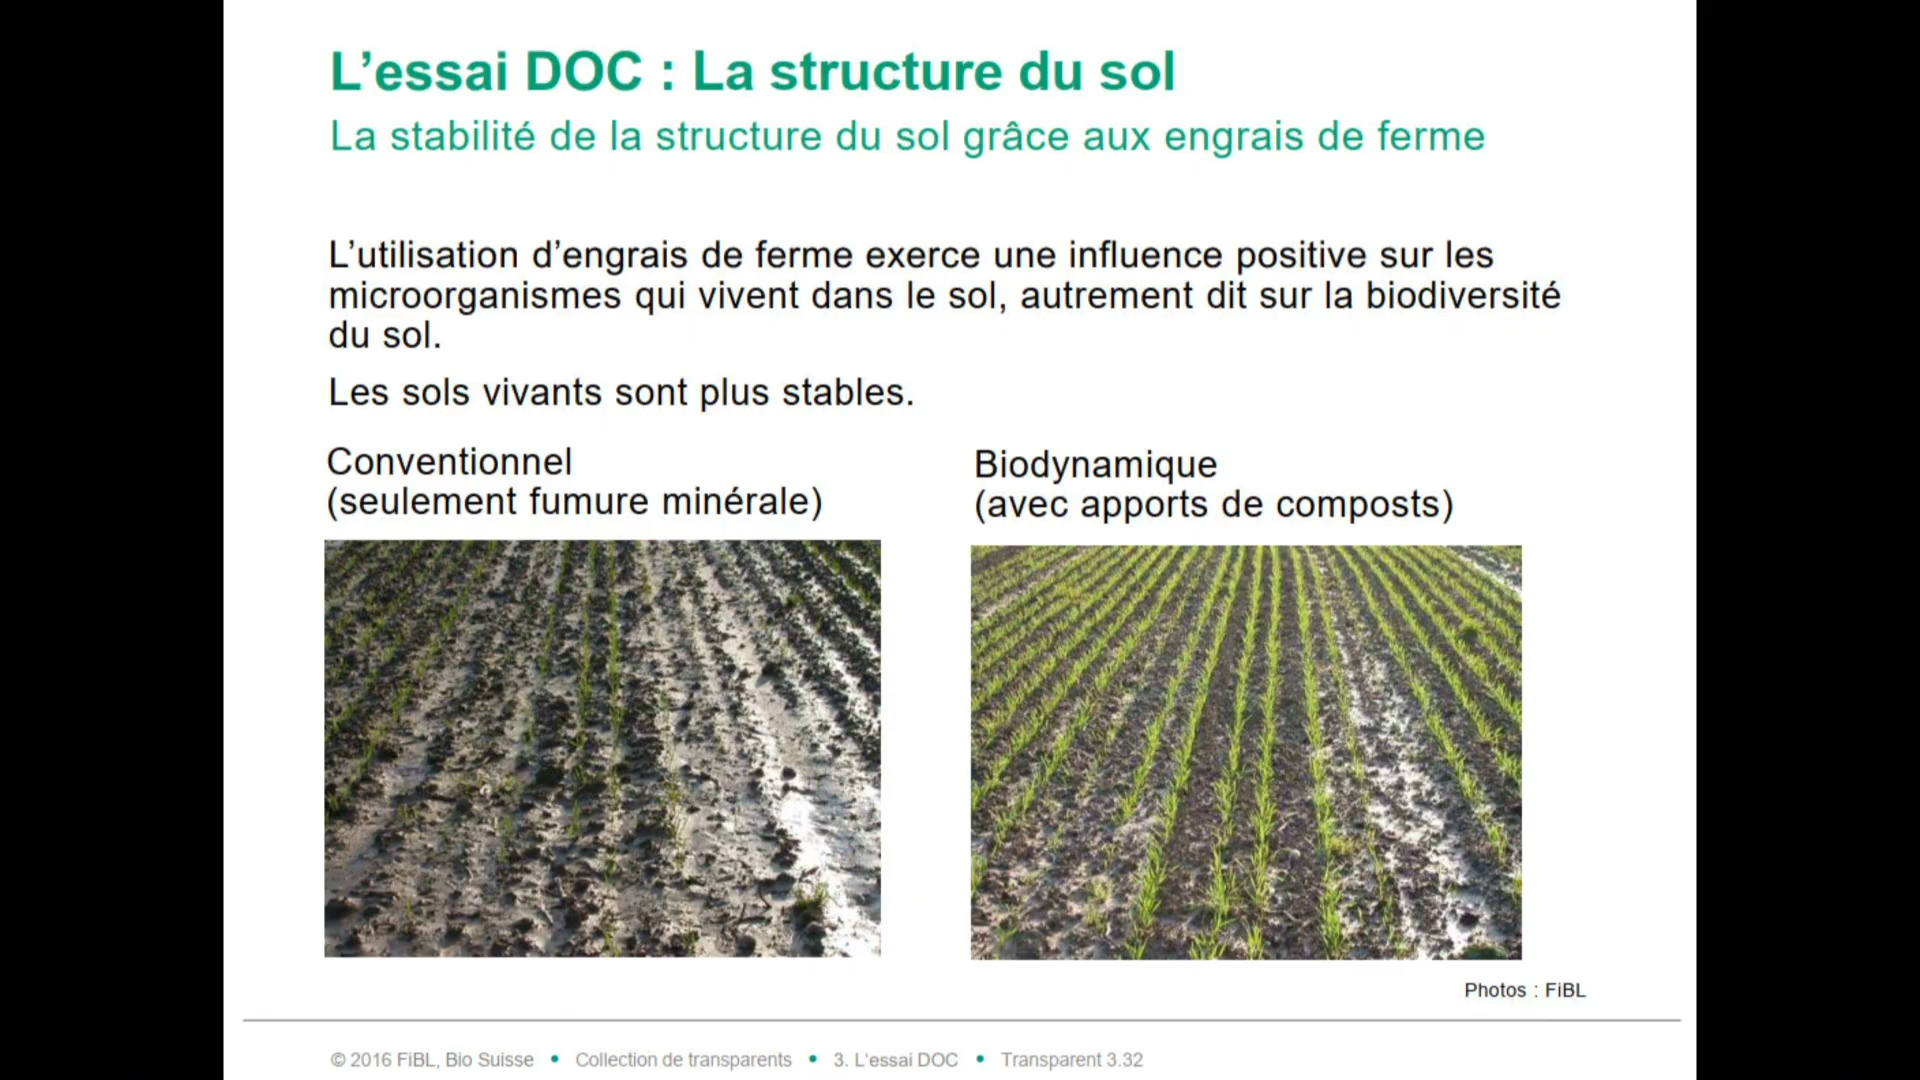 L’essai DOC : La structure du sol
La stabilité de la structure du sol grâce aux engrais de ferme
L’utilisation d’engrais de ferme exerce une influence positive sur les
microorganismes qui vivent dans le sol, autrement dit sur la biodiversité
du sol.
Les sols vivants sont plus stables.
Conventionnel
(seulement fumure minérale)
Biodynamique
(avec apports de composts)
Photos : FiBL
© 2016 FiBL, Bio Suisse • Collection de transparents • 3. L'essai DOC • Transparent 3.32